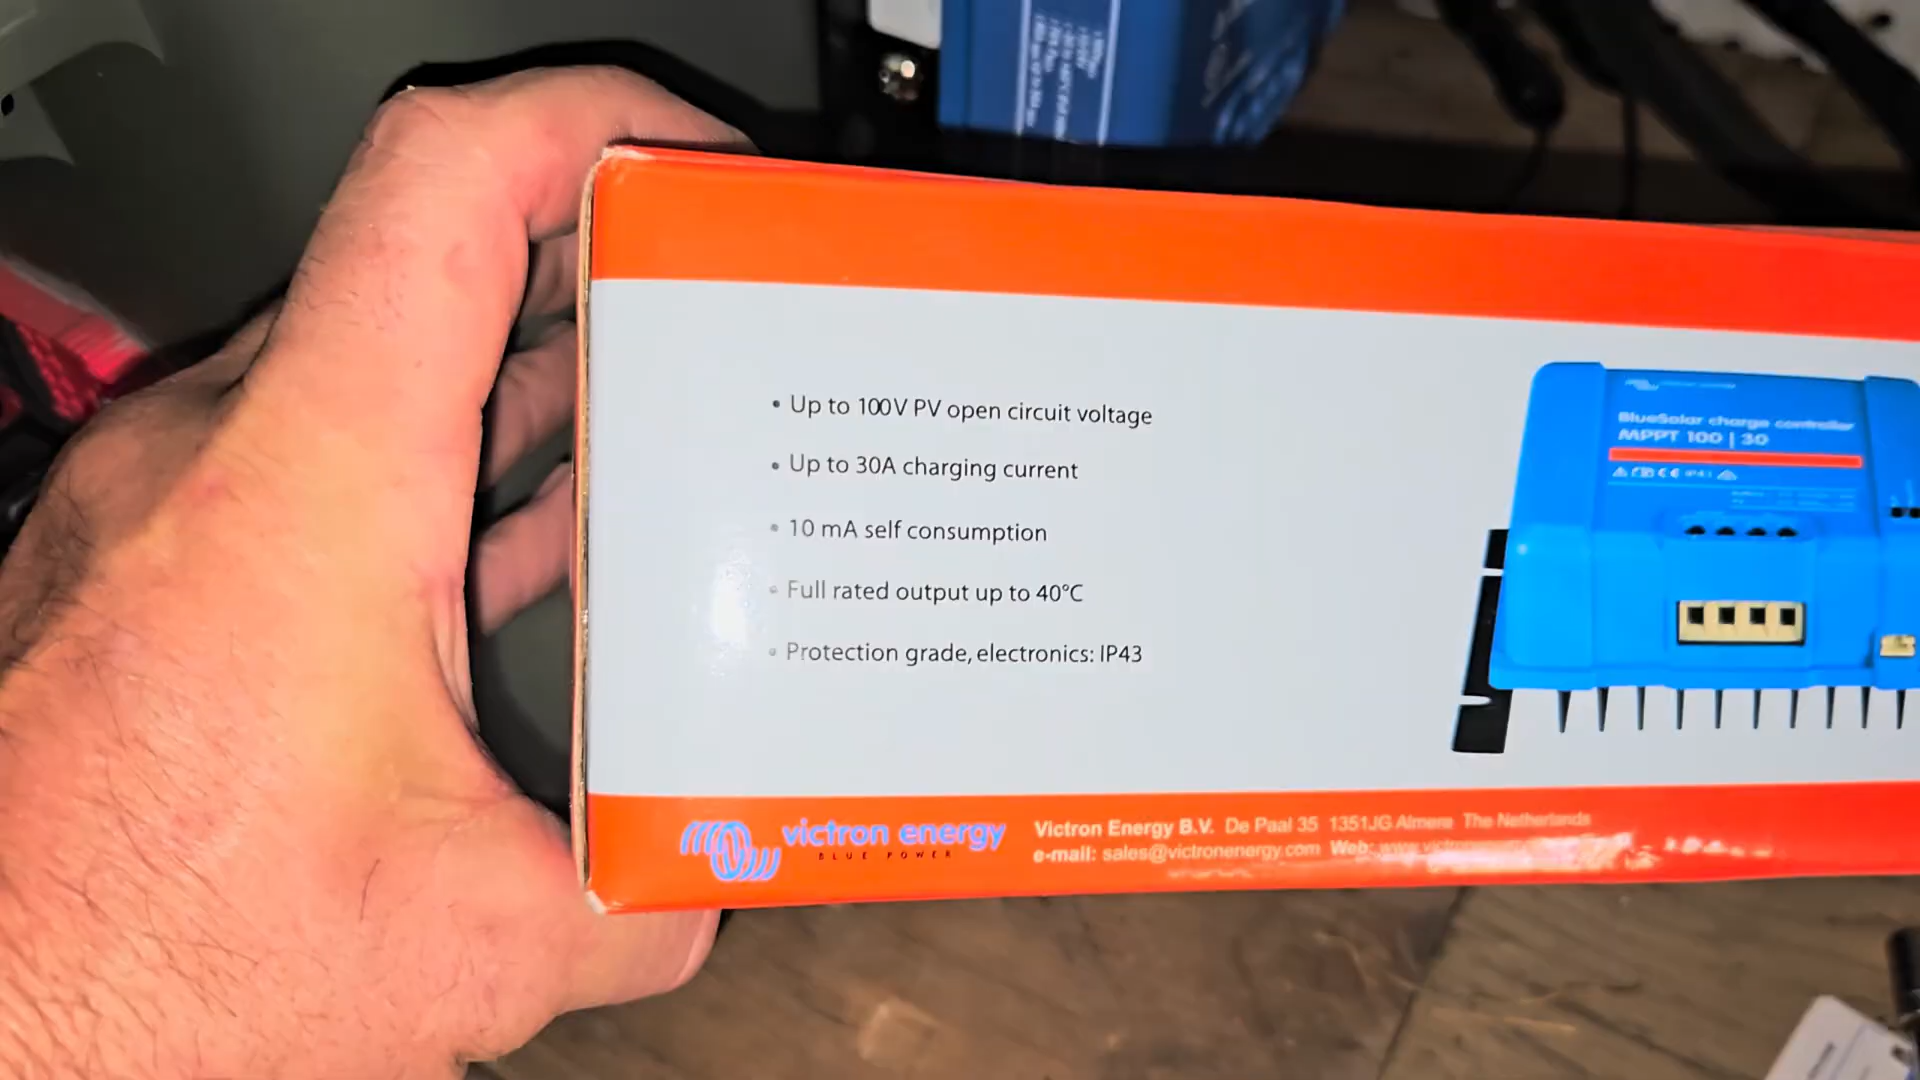 • Up to 100V PV open circuit voltage
• Up to 30A charging current
• 10 mA self consumption
• Full rated output up to 40°C
• Protection grade, electronics: IP43
BlueSolar charge controller
MPPT 100 | 30
victron energy
BLUE POWER
Victron Energy B.V. De Paal 35 1351JG Almere The Netherlands
e-mail: sales@victronenergy.com Web: